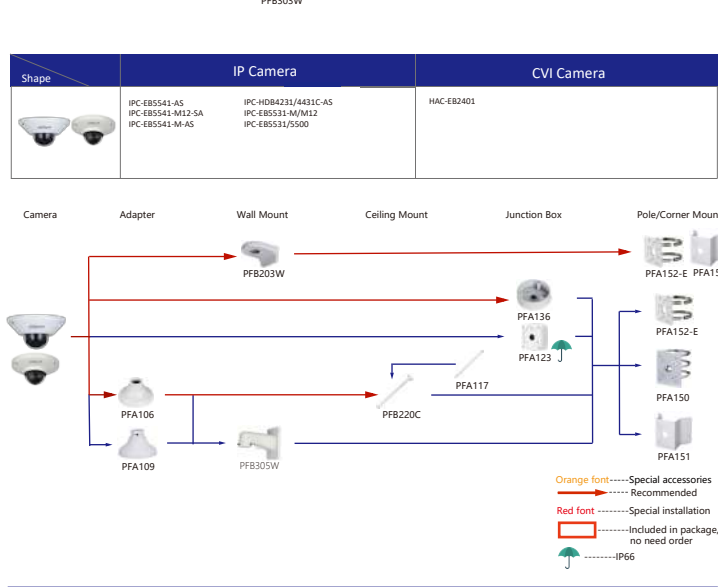 PFB303W
Shape
IP Camera
CVI Camera
IPC-EB5541-AS
IPC-EB5541-M12-SA
IPC-EB5541-M-AS
IPC-HDB4231/4431C-AS
IPC-EB5531-M/M12
IPC-EB5531/5500
HAC-EB2401
Camera
Adapter
Wall Mount
Ceiling Mount
Junction Box
Pole/Corner Moun
PFB203W
PFA152-E
PFA15
PFA136
PFA152-E
PFA123
PFA117
PFA150
PFA106
PFB220C
PFA109
PFB305W
PFA151
Orange font-----Special accessories
----- Recommended
Red font -------Special installation
------Included in package,
no need order
-------IP66